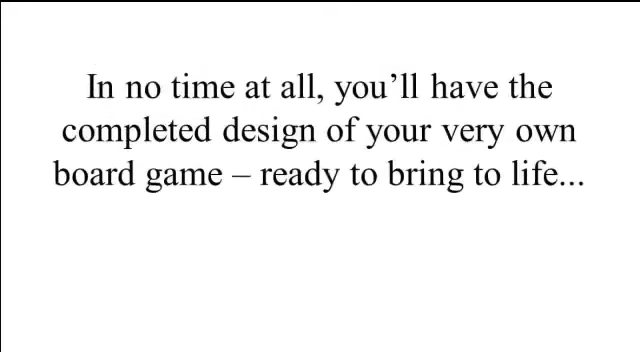 In no time at all, you’ll have the
completed design of your very own
board game – ready to bring to life...